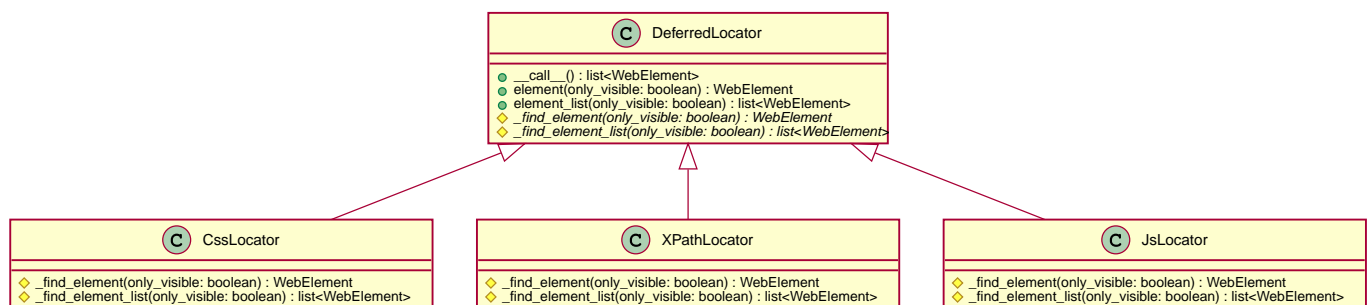 C DeferredLocator
__call__() : list<WebElement>
element(only_visible: boolean) : WebElement
element_list(only_visible: boolean) : list<WebElement>
_find_element(only_visible: boolean) : WebElement
_find_element_list(only_visible: boolean) : list<WebElement>
C CssLocator
_find_element(only_visible: boolean) : WebElement
_find_element_list(only_visible: boolean) : list<WebElement>
C XPathLocator
_find_element(only_visible: boolean) : WebElement
_find_element_list(only_visible: boolean) : list<WebElement>
C JsLocator
_find_element(only_visible: boolean) : WebElement
_find_element_list(only_visible: boolean) : list<WebElement>